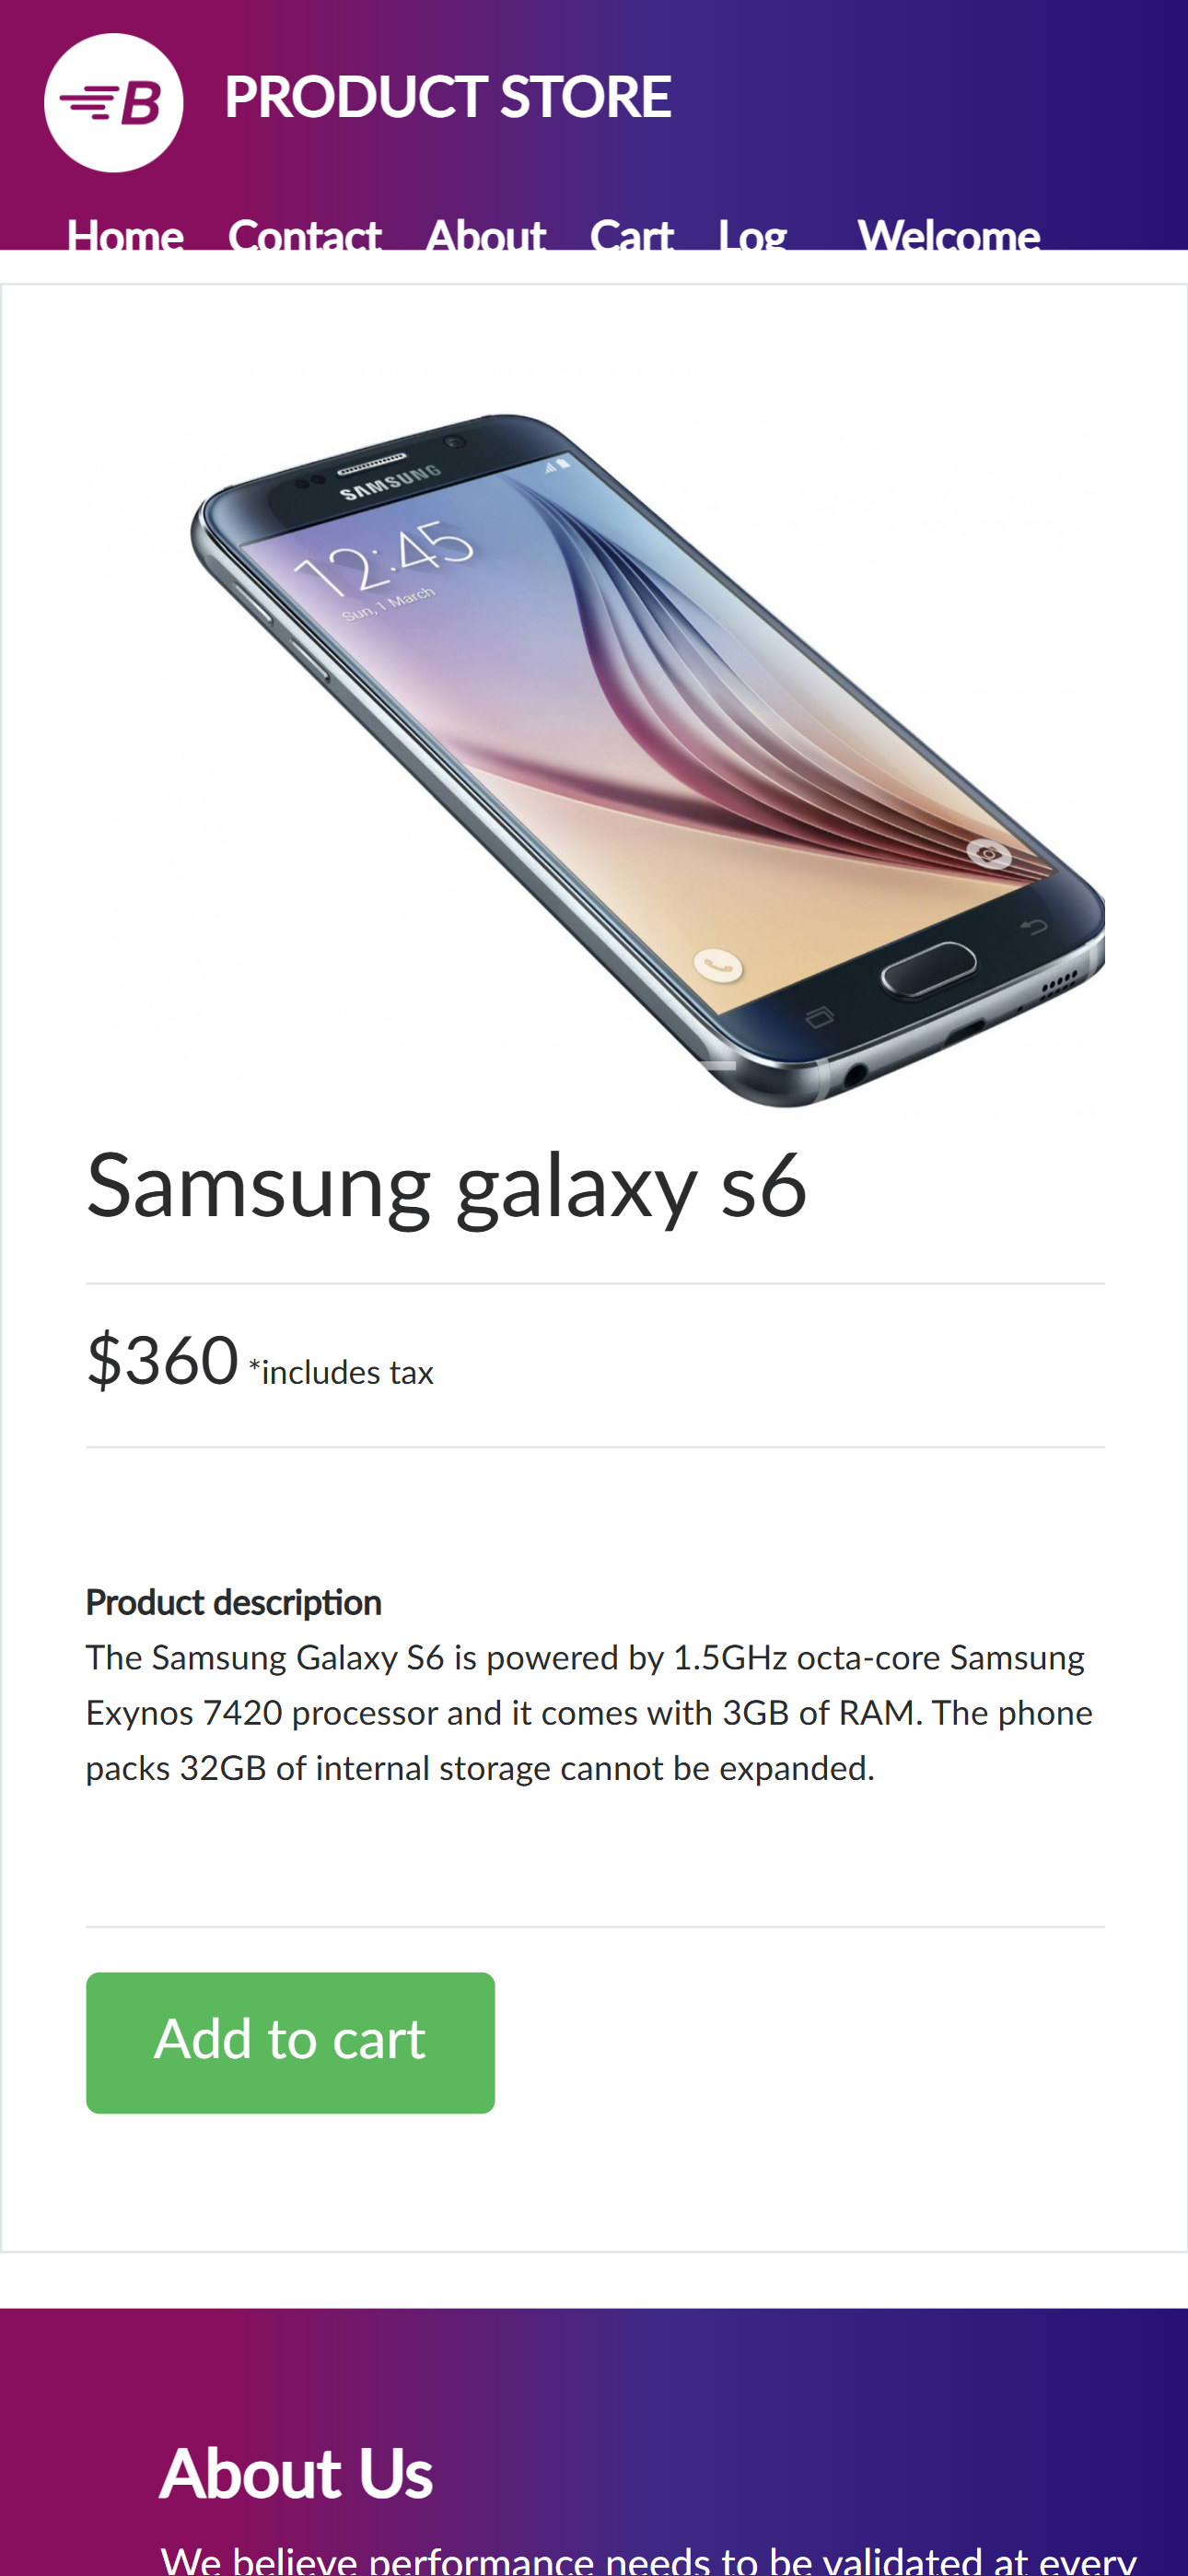 B PRODUCT STORE
Home Contact About Cart Log Welcome
SAMSUNG
12:45
Sun, 1 March
Samsung galaxy s6
$360 *includes tax
Product description
The Samsung Galaxy S6 is powered by 1.5GHz octa-core Samsung
Exynos 7420 processor and it comes with 3GB of RAM. The phone
packs 32GB of internal storage cannot be expanded.
Add to cart
About Us
We believe performance needs to be validated at every